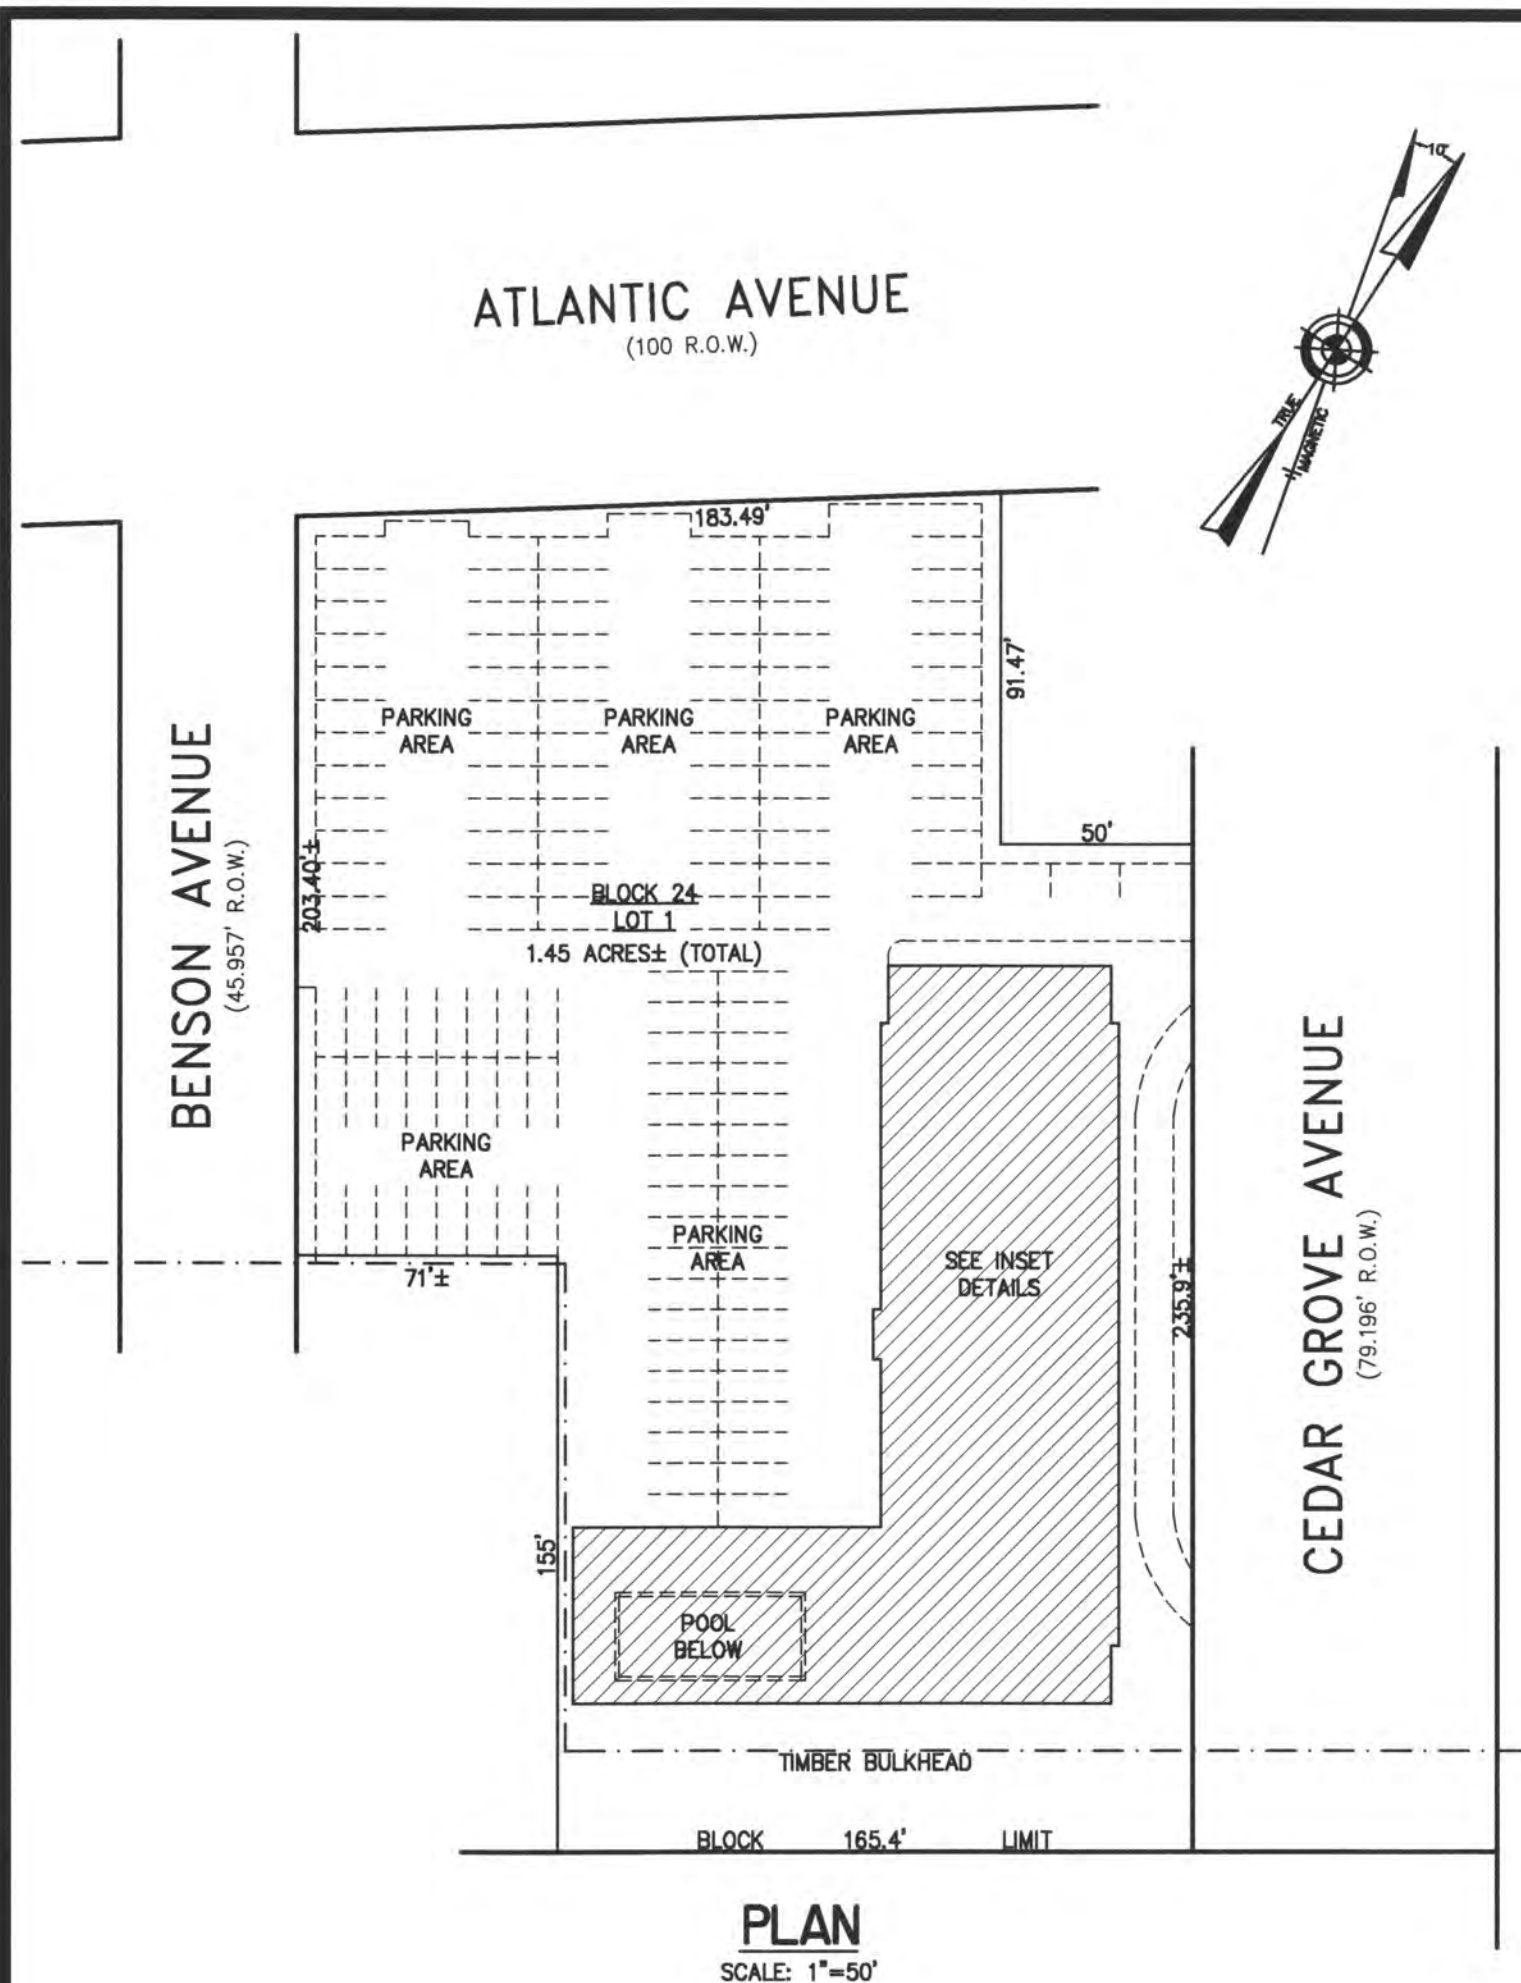 10°
ATLANTIC AVENUE
(100 R.O.W.)
TRUE
MAGNETIC
183.49'
91.47'
PARKING
AREA
PARKING
AREA
PARKING
AREA
BENSON AVENUE
(45.957' R.O.W.)
203.40'±
50'
BLOCK 24
LOT 1
1.45 ACRES± (TOTAL)
PARKING
AREA
PARKING
AREA
SEE INSET
DETAILS
235.9'±
CEDAR GROVE AVENUE
(79.196' R.O.W.)
71'±
155'
POOL
BELOW
TIMBER BULKHEAD
BLOCK 165.4' LIMIT
PLAN
SCALE: 1"=50'